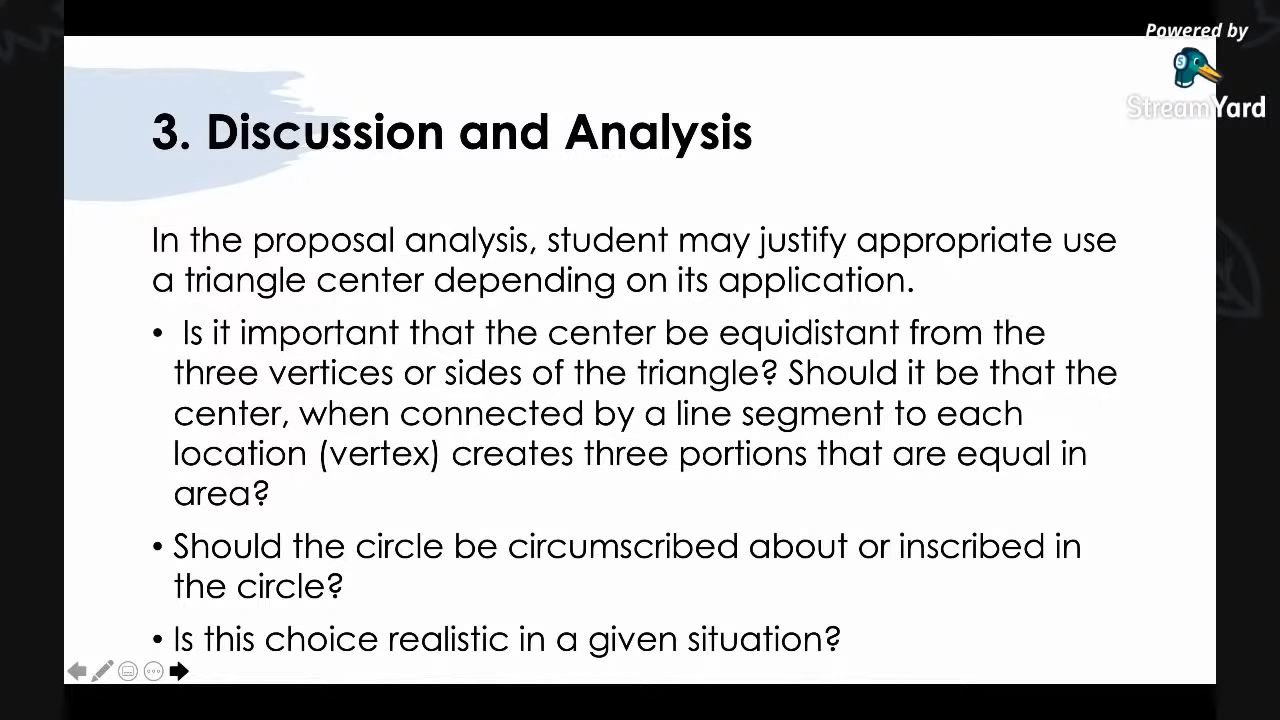 Powered by
StreamYard
3. Discussion and Analysis
In the proposal analysis, student may justify appropriate use
a triangle center depending on its application.
• Is it important that the center be equidistant from the
three vertices or sides of the triangle? Should it be that the
center, when connected by a line segment to each
location (vertex) creates three portions that are equal in
area?
• Should the circle be circumscribed about or inscribed in
the circle?
• Is this choice realistic in a given situation?